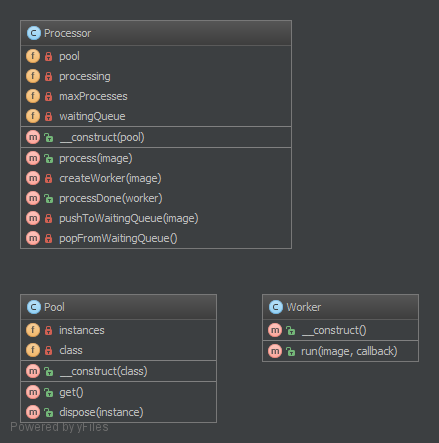 C Processor
f pool
f processing
f maxProcesses
f waitingQueue
m __construct(pool)
m process(image)
m createWorker(image)
m processDone(worker)
m pushToWaitingQueue(image)
m popFromWaitingQueue()
C Pool
f instances
f class
m __construct(class)
m get()
m dispose(instance)
C Worker
m __construct()
m run(image, callback)
Powered by yFiles